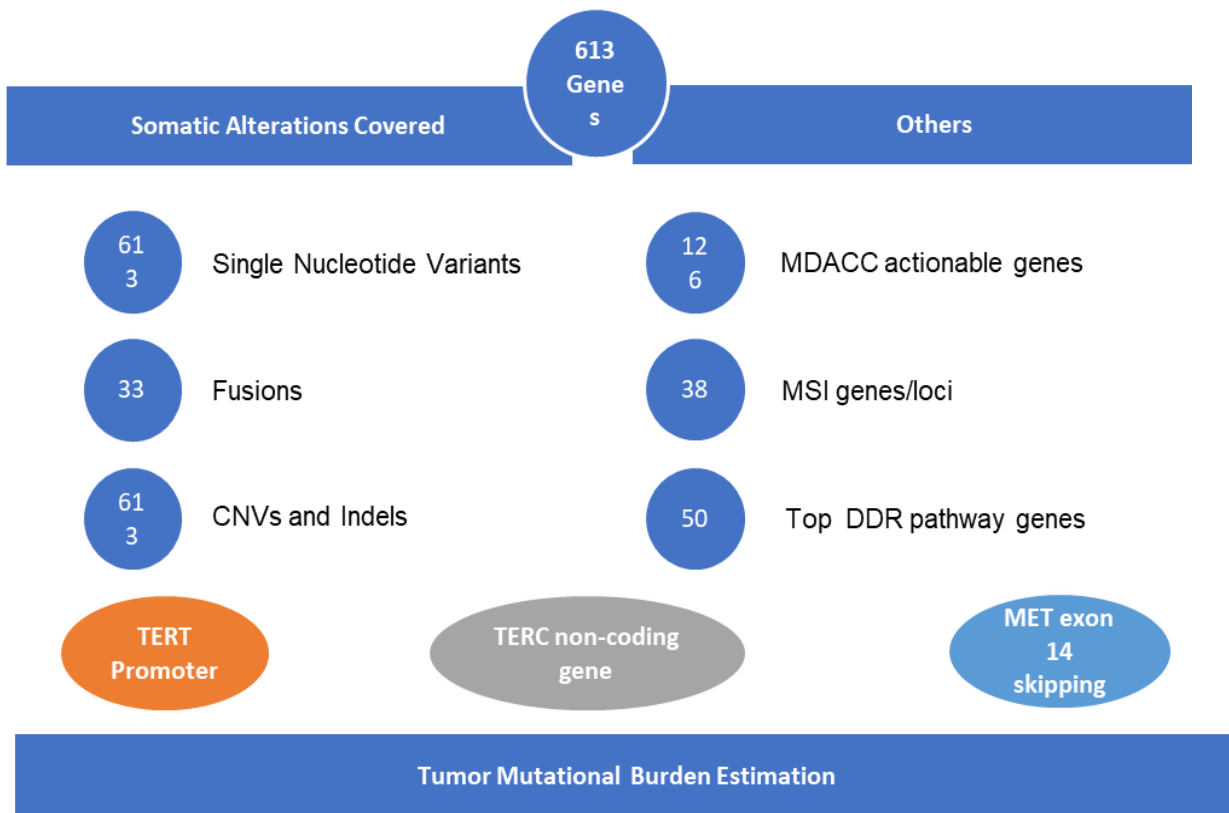 613
Gene
s
Somatic Alterations Covered
Others
61
3
Single Nucleotide Variants
12
6
MDACC actionable genes
33
Fusions
38
MSI genes/loci
61
3
CNVs and Indels
50
Top DDR pathway genes
TERT
Promoter
TERC non-coding
gene
MET exon
14
skipping
Tumor Mutational Burden Estimation